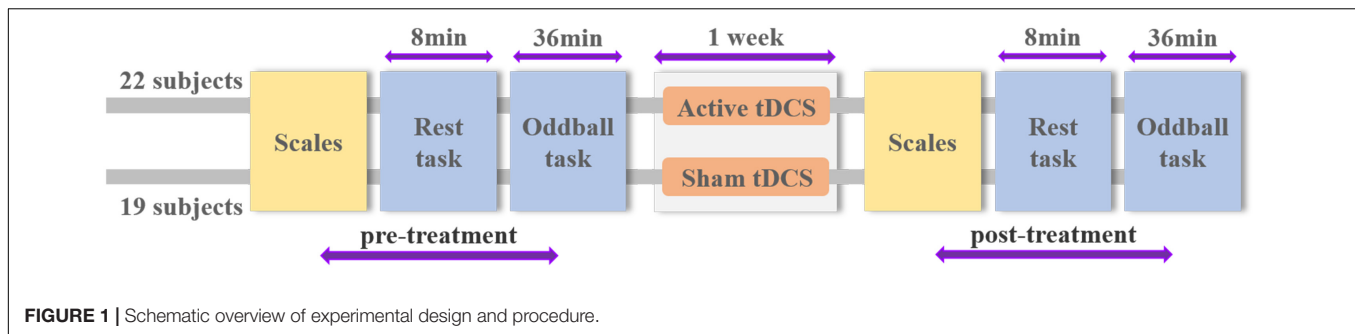 8min 36min 1 week 8min 36min
22 subjects
Scales
Rest
task
Oddball
task
Active tDCS
Sham tDCS
Scales
Rest
task
Oddball
task
19 subjects
pre-treatment post-treatment
FIGURE 1 | Schematic overview of experimental design and procedure.